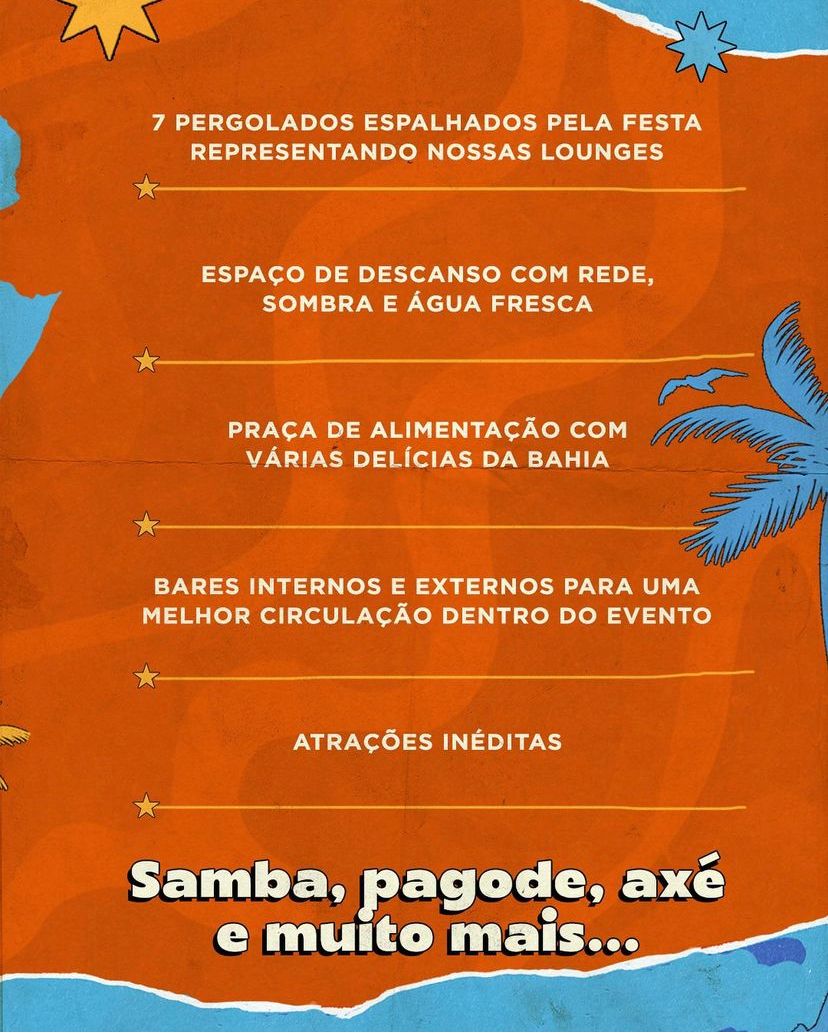 7 PERGOLADOS ESPALHADOS PELA FESTA
REPRESENTANDO NOSSAS LOUNGES
ESPAÇO DE DESCANSO COM REDE,
SOMBRA E ÁGUA FRESCA
PRAÇA DE ALIMENTAÇÃO COM
VÁRIAS DELÍCIAS DA BAHIA
BARES INTERNOS E EXTERNOS PARA UMA
MELHOR CIRCULAÇÃO DENTRO DO EVENTO
ATRAÇÕES INÉDITAS
Samba, pagode, axé
e muito mais...